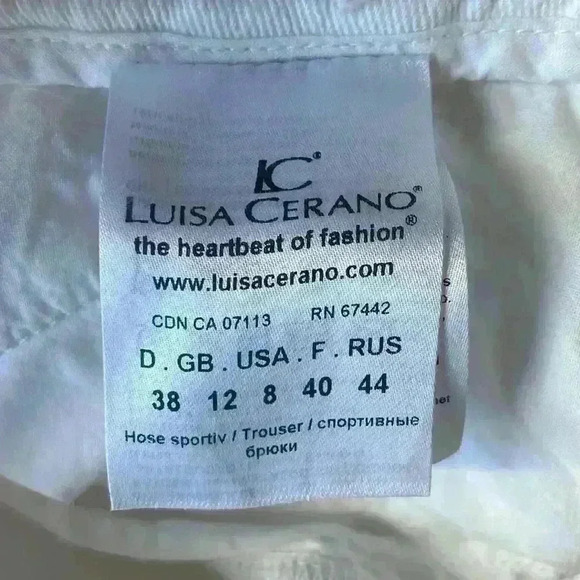 LC®
LUISA CERANO®
the heartbeat of fashion®
www.luisacerano.com
CDN CA 07113 RN 67442
D . GB . USA . F . RUS
38 12 8 40 44
Hose sportiv / Trouser / спортивные
брюки